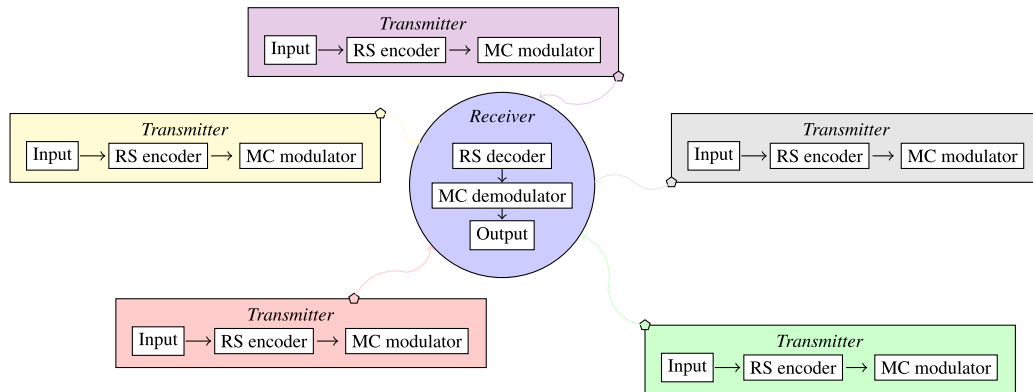 Transmitter
Input RS encoder MC modulator
Transmitter
Input RS encoder MC modulator
Receiver
RS decoder
MC demodulator
Output
Transmitter
Input RS encoder MC modulator
Transmitter
Input RS encoder MC modulator
Transmitter
Input RS encoder MC modulator